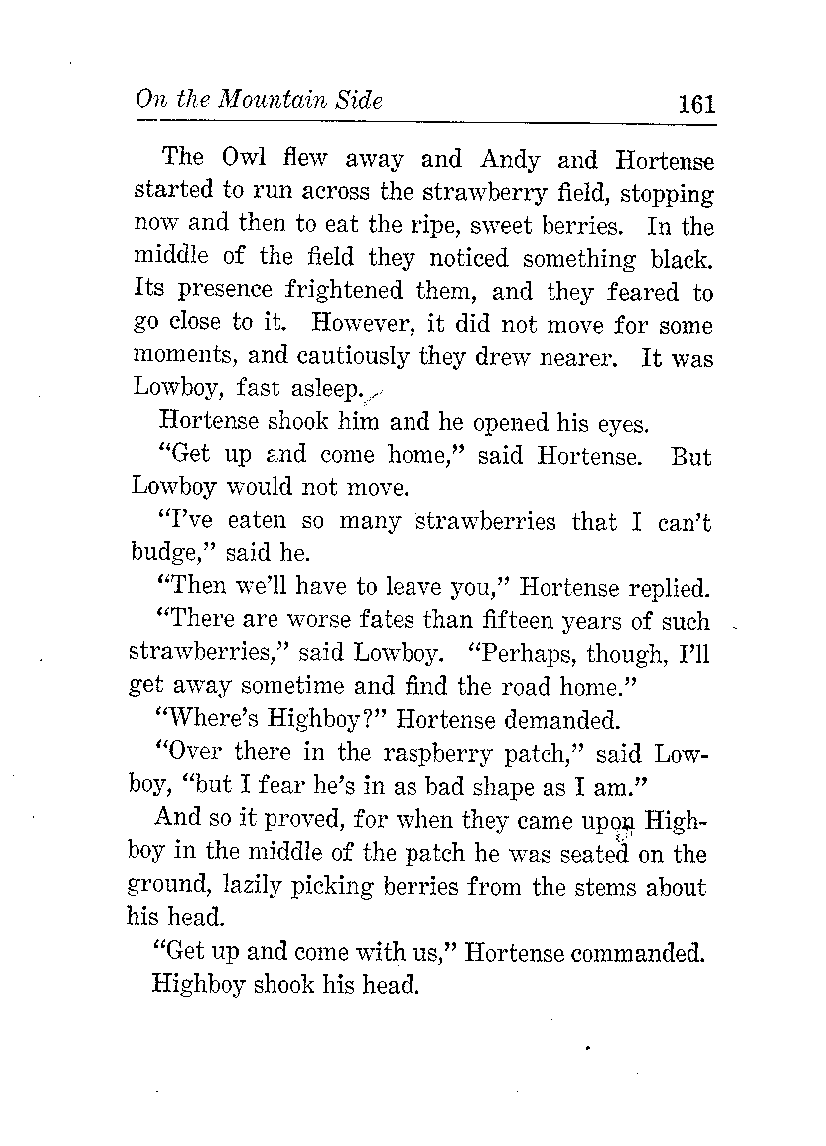 On the Mountain Side 161
The Owl flew away and Andy and Hortense
started to run across the strawberry field, stopping
now and then to eat the ripe, sweet berries. In the
middle of the field they noticed something black.
Its presence frightened them, and they feared to
go close to it. However, it did not move for some
moments, and cautiously they drew nearer. It was
Lowboy, fast asleep.
Hortense shook him and he opened his eyes.
“Get up and come home,” said Hortense. But
Lowboy would not move.
“I’ve eaten so many strawberries that I can’t
budge,” said he.
“Then we’ll have to leave you,” Hortense replied.
“There are worse fates than fifteen years of such
strawberries,” said Lowboy. “Perhaps, though, I’ll
get away sometime and find the road home.”
“Where’s Highboy?” Hortense demanded.
“Over there in the raspberry patch,” said Low-
boy, “but I fear he’s in as bad shape as I am.”
And so it proved, for when they came upon High-
boy in the middle of the patch he was seated on the
ground, lazily picking berries from the stems about
his head.
“Get up and come with us,” Hortense commanded.
Highboy shook his head.